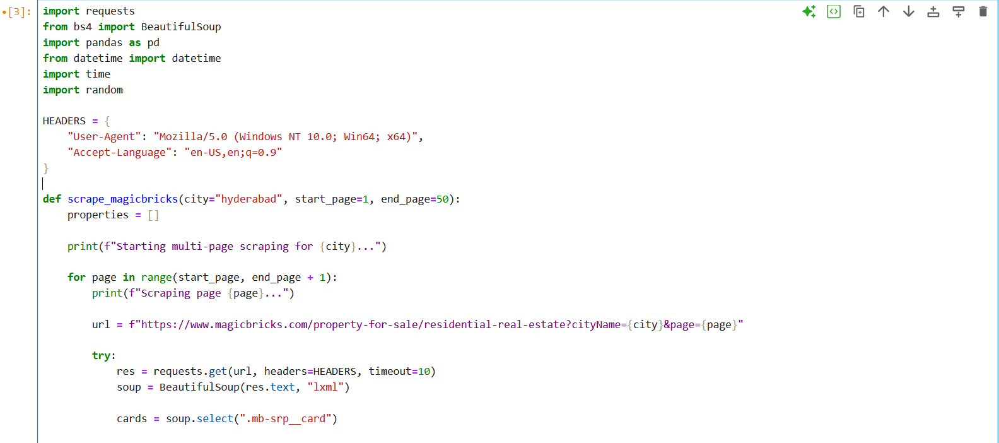 [3]:
import requests
from bs4 import BeautifulSoup
import pandas as pd
from datetime import datetime
import time
import random

HEADERS = {
    "User-Agent": "Mozilla/5.0 (Windows NT 10.0; Win64; x64)",
    "Accept-Language": "en-US,en;q=0.9"
}

def scrape_magicbricks(city="hyderabad", start_page=1, end_page=50):
    properties = []

    print(f"Starting multi-page scraping for {city}...")

    for page in range(start_page, end_page + 1):
        print(f"Scraping page {page}...")

        url = f"https://www.magicbricks.com/property-for-sale/residential-real-estate?cityName={city}&page={page}"

        try:
            res = requests.get(url, headers=HEADERS, timeout=10)
            soup = BeautifulSoup(res.text, "lxml")

            cards = soup.select(".mb-srp__card")